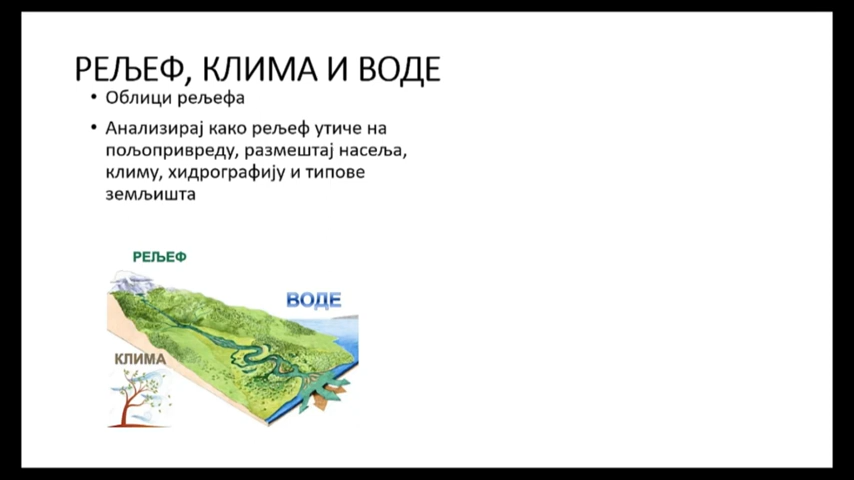 РЕЉЕФ, КЛИМА И ВОДЕ
• Облици рељефа
• Анализирај како рељеф утиче на
пољопривреду, размештај насеља,
климу, хидрографију и типове
земљишта
РЕЉЕФ
ВОДЕ
КЛИМА